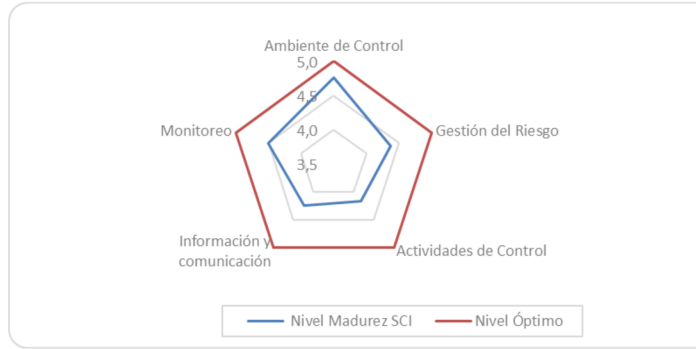 Ambiente de Control
5,0
4,5
4,0
3,5
Monitoreo
Gestión del Riesgo
Información y
comunicación
Actividades de Control
Nivel Madurez SCI
Nivel Óptimo